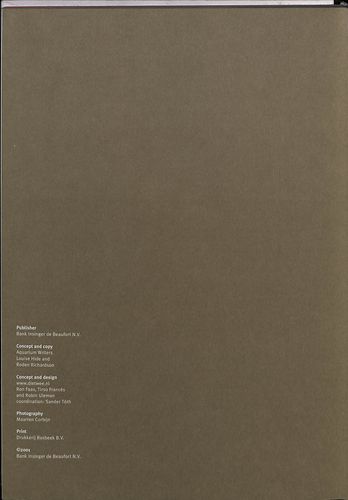 Publisher
Bank Insinger de Beaufort N.V.
Concept and copy
Aquarium Writers
Louise Hide and
Roden Richardson
Concept and design
www.dietwee.nl
Ron Faas, Tirso Francés
and Robin Uleman
coordination: Sander Tóth
Photography
Maarten Corbijn
Print
Drukkerij Rosbeek B.V.
©2001
Bank Insinger de Beaufort N.V.